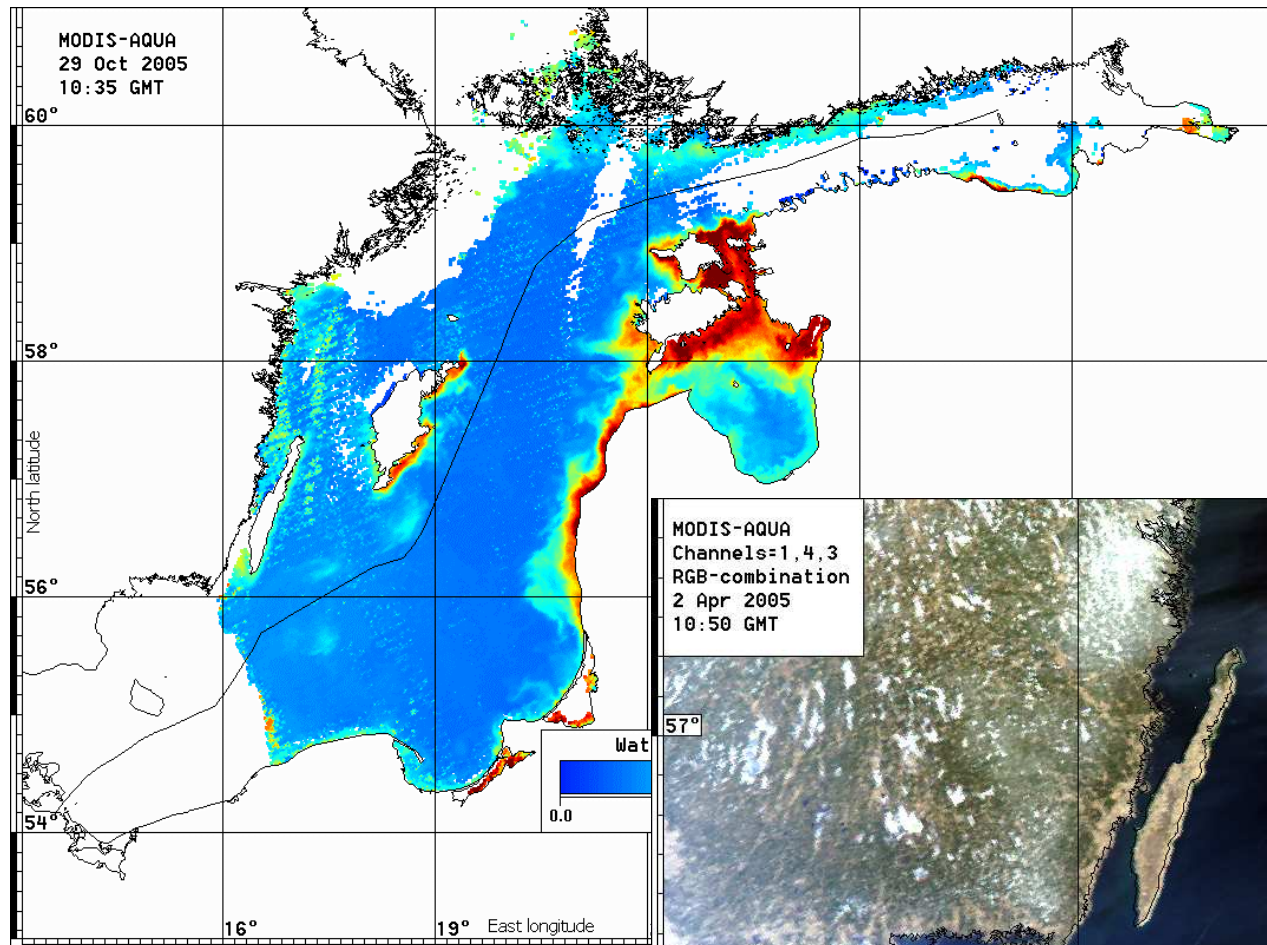 MODIS-AQUA
29 Oct 2005
10:35 GMT
60°
58°
56°
54°
North latitude
16°
19°
East longitude
Wat
0.0
MODIS-AQUA
Channels=1,4,3
RGB-combination
2 Apr 2005
10:50 GMT
57°